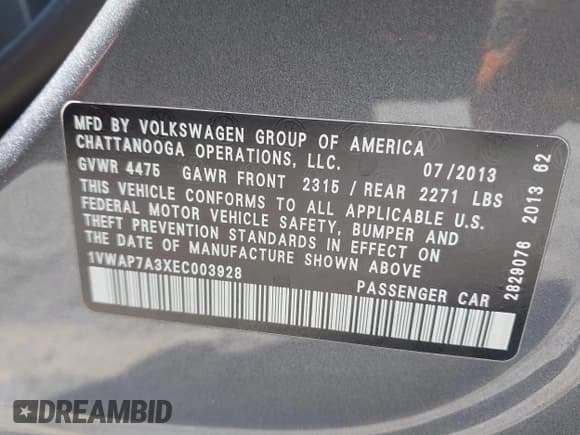 MFD BY VOLKSWAGEN GROUP OF AMERICA
CHATTANOOGA OPERATIONS, LLC. 07/2013
GVWR 4475 GAWR FRONT 2315 / REAR 2271 LBS
THIS VEHICLE CONFORMS TO ALL APPLICABLE U.S.
FEDERAL MOTOR VEHICLE SAFETY, BUMPER AND
THEFT PREVENTION STANDARDS IN EFFECT ON
THE DATE OF MANUFACTURE SHOWN ABOVE
1VWAP7A3XEC003928 PASSENGER CAR
2829076 2013 62
DREAMBID